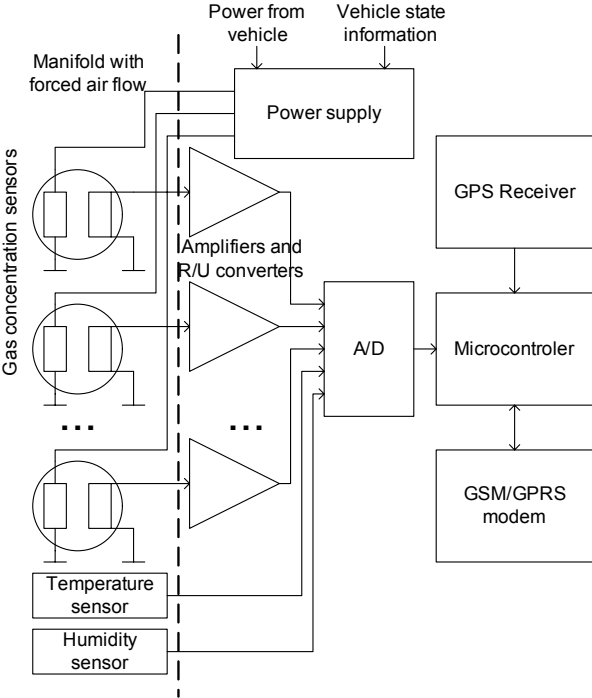 Power from
vehicle
Vehicle state
information
Manifold with
forced air flow
Power supply
Gas concentration sensors
GPS Receiver
Amplifiers and
R/U converters
A/D
Microcontroler
...
...
GSM/GPRS
modem
Temperature
sensor
Humidity
sensor